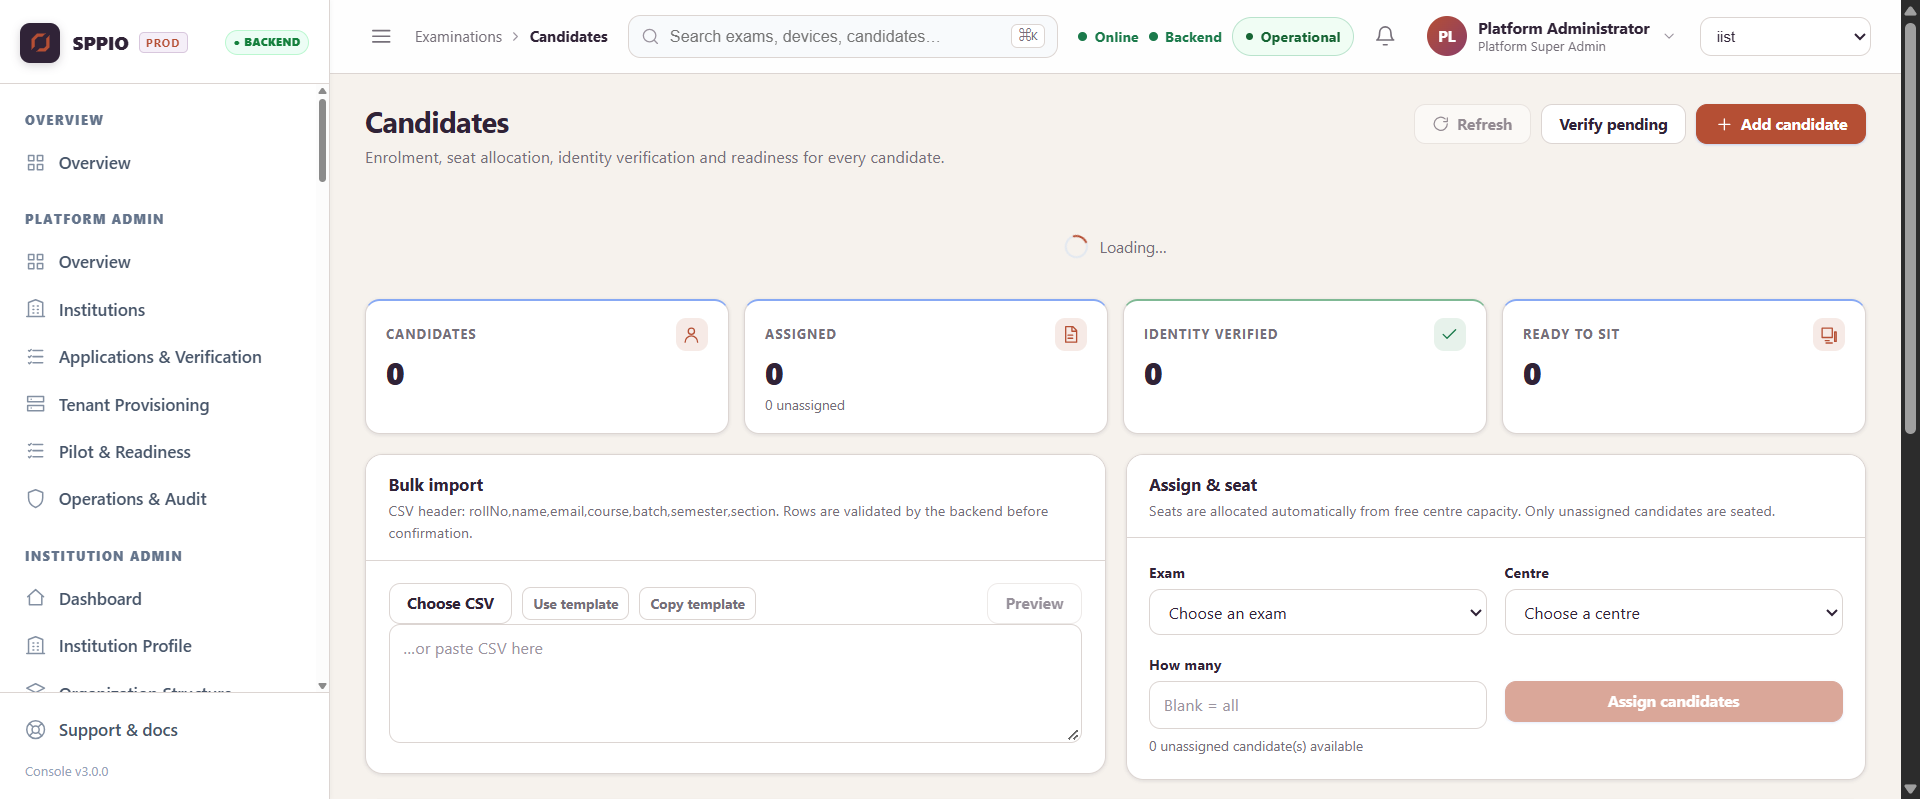 SPPIO PROD
BACKEND
OVERVIEW
Overview
PLATFORM ADMIN
Overview
Institutions
Applications & Verification
Tenant Provisioning
Pilot & Readiness
Operations & Audit
INSTITUTION ADMIN
Dashboard
Institution Profile
Organization Structure
Support & docs
Console v3.0.0
Examinations > Candidates
Search exams, devices, candidates… ⌘K
Online Backend Operational
PL
Platform Administrator
Platform Super Admin
iist
Candidates
Enrolment, seat allocation, identity verification and readiness for every candidate.
Refresh
Verify pending
+ Add candidate
Loading…
CANDIDATES
0
ASSIGNED
0
0 unassigned
IDENTITY VERIFIED
0
READY TO SIT
0
Bulk import
CSV header: rollNo,name,email,course,batch,semester,section. Rows are validated by the backend before
confirmation.
Choose CSV
Use template
Copy template
Preview
…or paste CSV here
Assign & seat
Seats are allocated automatically from free centre capacity. Only unassigned candidates are seated.
Exam
Choose an exam
Centre
Choose a centre
How many
Blank = all
Assign candidates
0 unassigned candidate(s) available